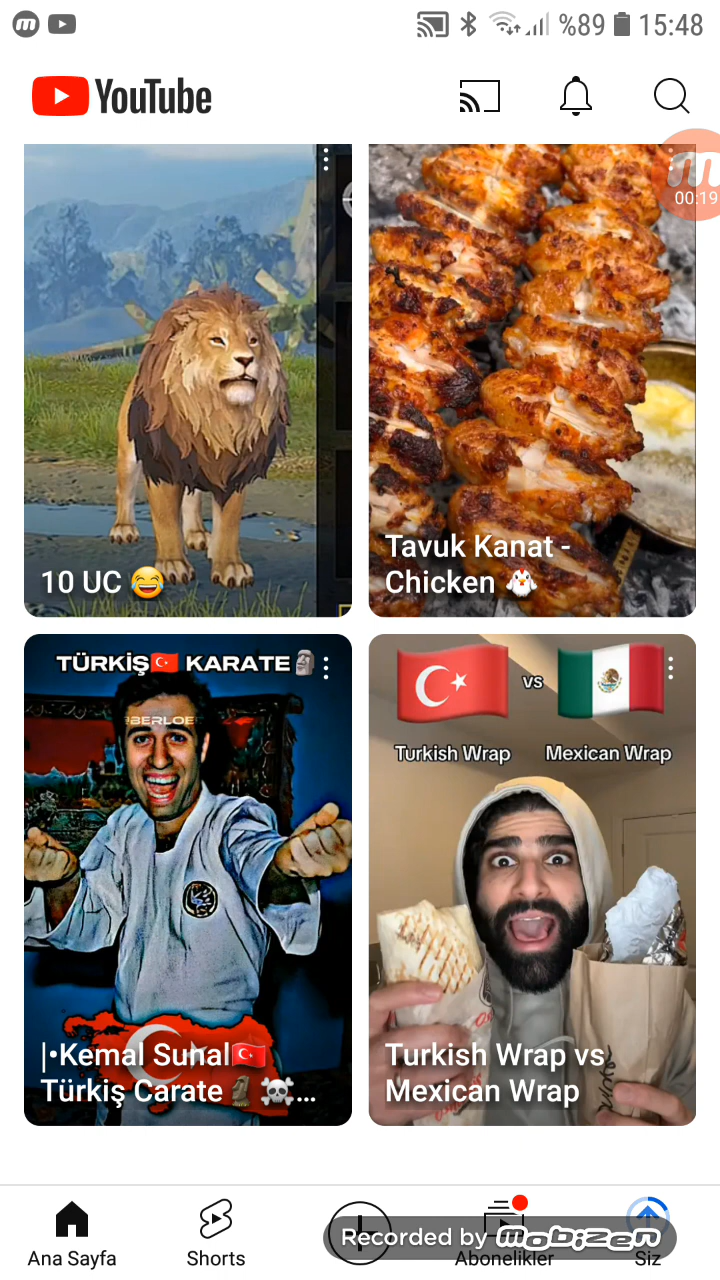 %89 15:48
YouTube
00:19
10 UC 😂
Tavuk Kanat -
Chicken 🐔
TÜRKİŞ🇹🇷 KARATE🗿
BERLOE
|•Kemal Sunal🇹🇷
Türkiş Carate🗿☠️...
vs
Turkish Wrap Mexican Wrap
Turkish Wrap vs
Mexican Wrap
Recorded by mobizen
Ana Sayfa Shorts Abonelikler Siz